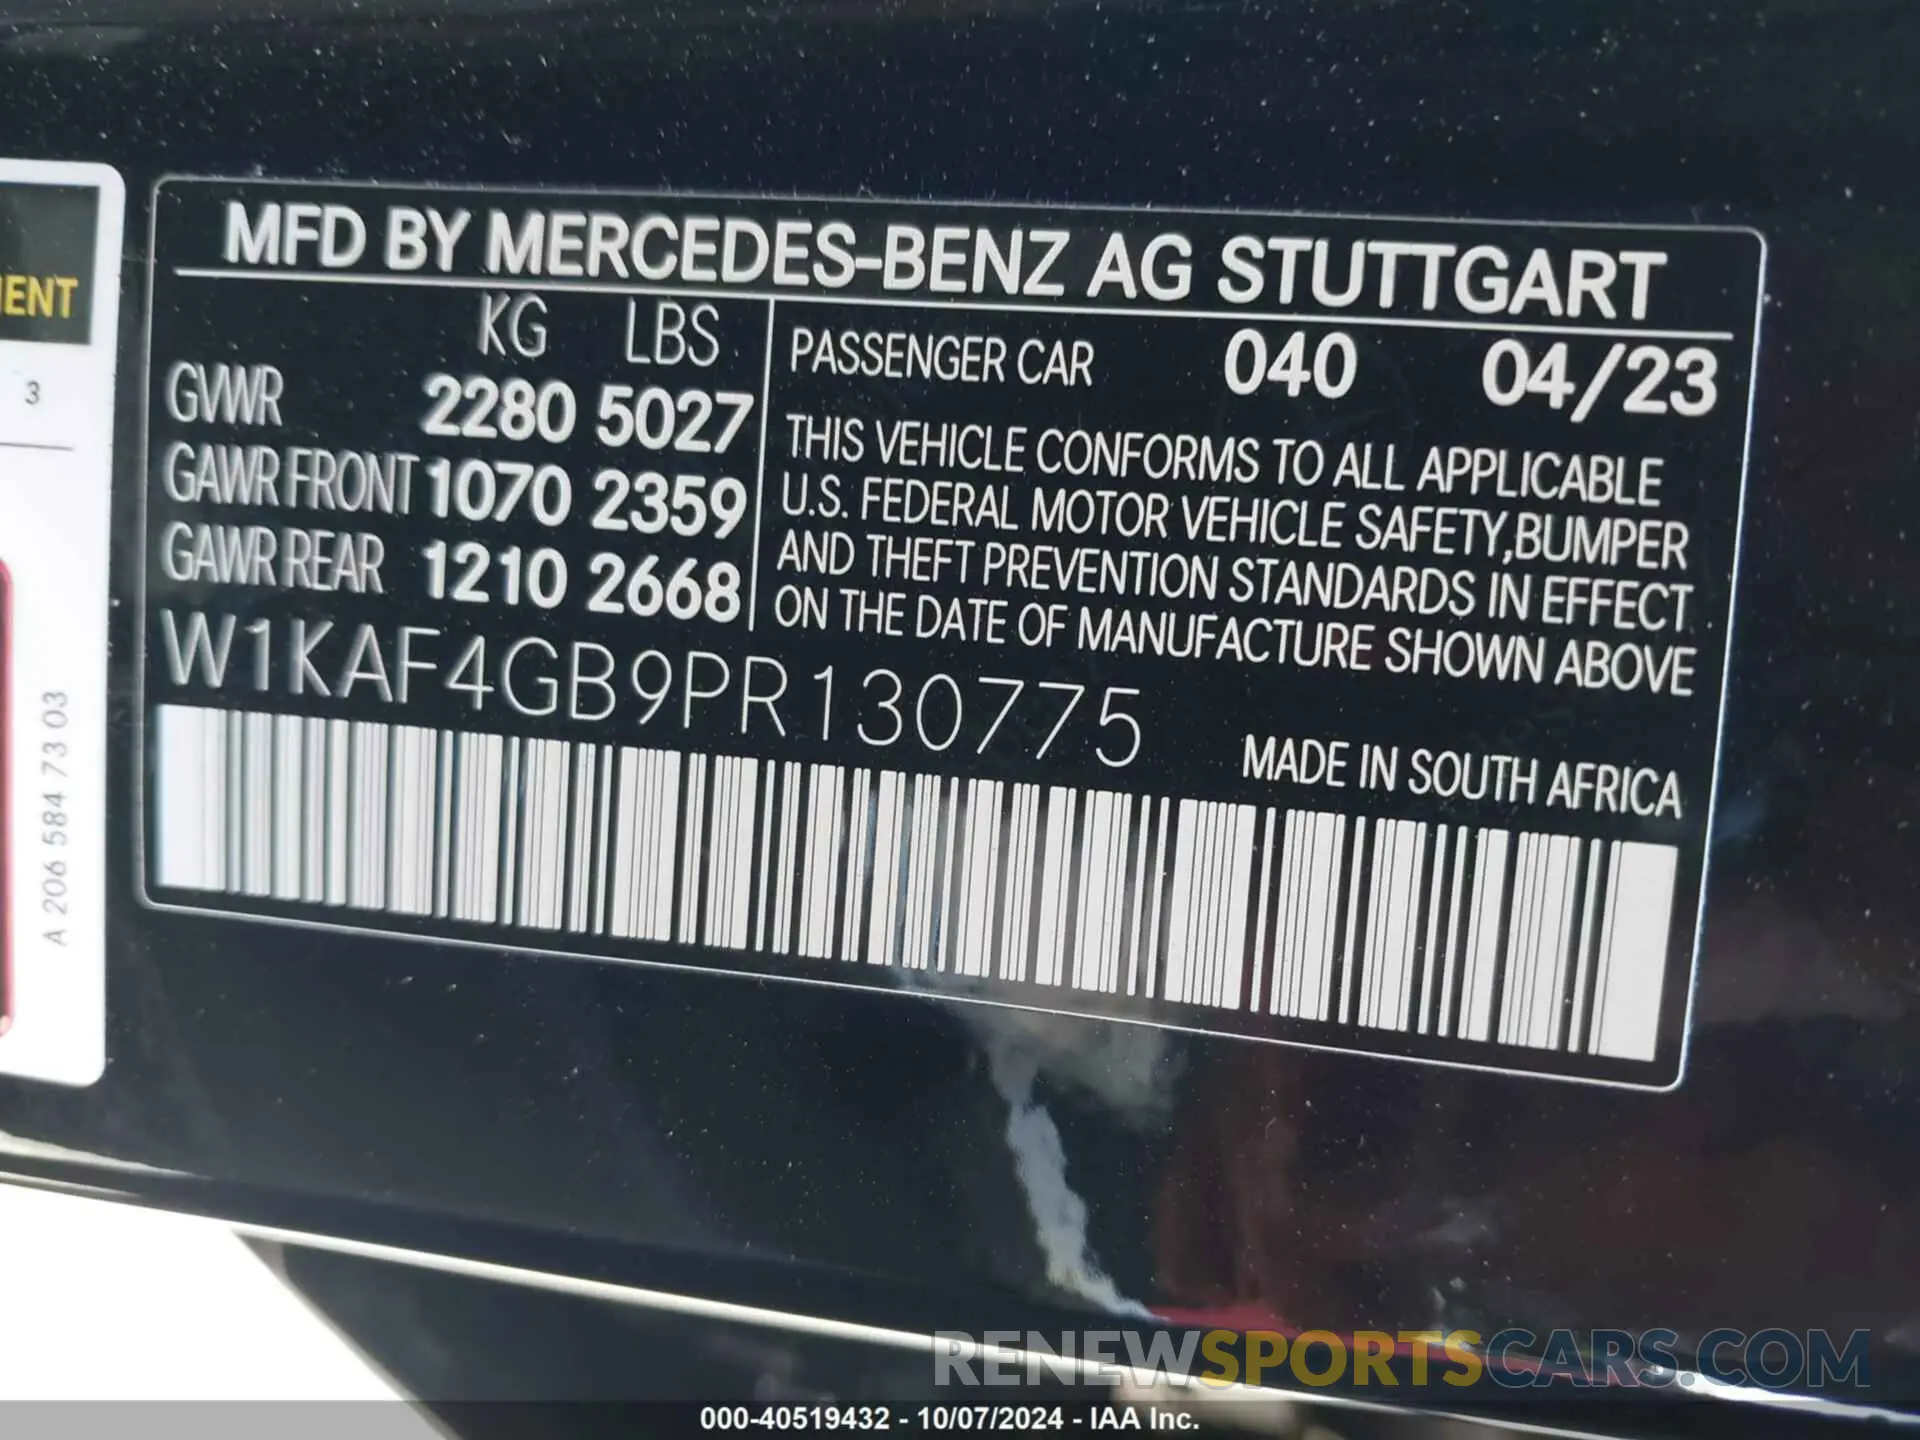 MENT
3
A 206 584 73 03
MFD BY MERCEDES-BENZ AG STUTTGART
KG LBS
GVWR 2280 5027
GAWR FRONT 1070 2359
GAWR REAR 1210 2668
PASSENGER CAR 040 04/23
THIS VEHICLE CONFORMS TO ALL APPLICABLE
U.S. FEDERAL MOTOR VEHICLE SAFETY,BUMPER
AND THEFT PREVENTION STANDARDS IN EFFECT
ON THE DATE OF MANUFACTURE SHOWN ABOVE
W1KAF4GB9PR130775
MADE IN SOUTH AFRICA
RENEWSPORTSCARS.COM
000-40519432 - 10/07/2024 - IAA Inc.